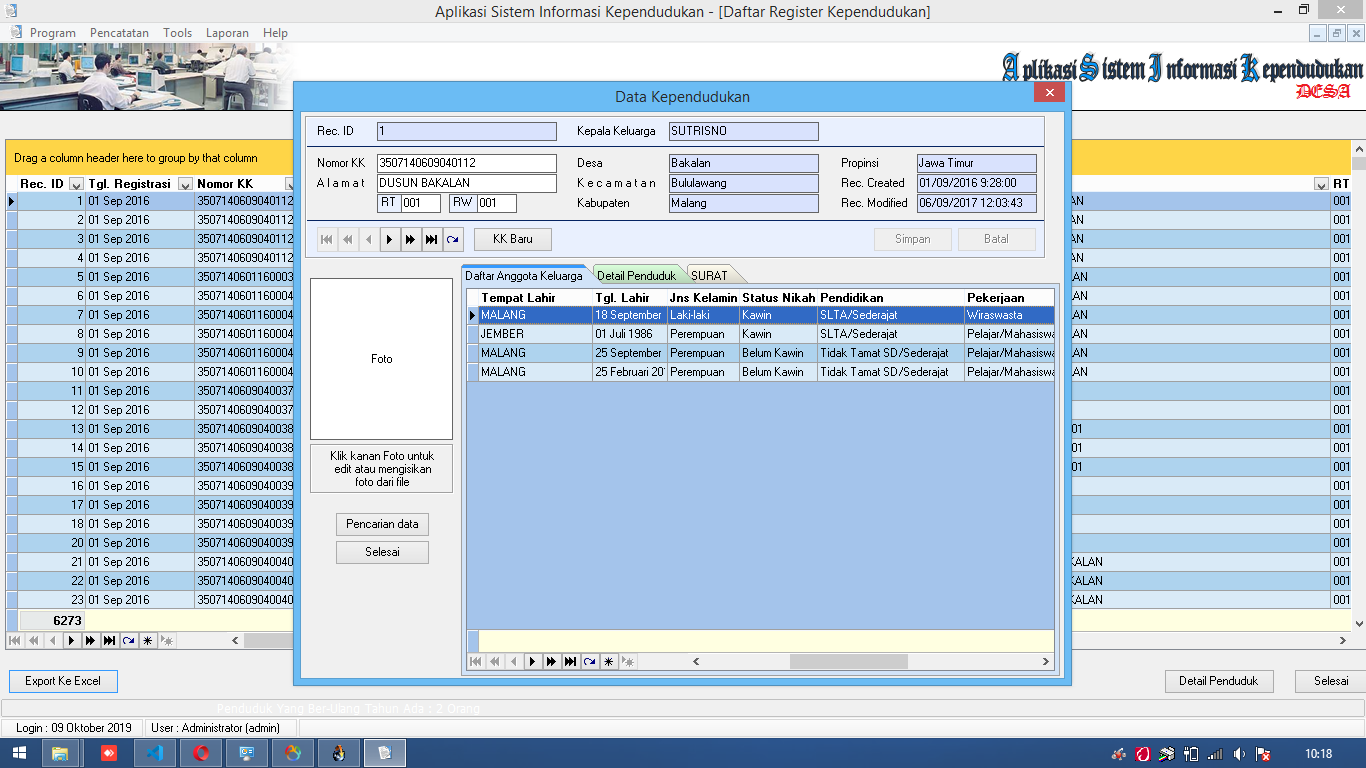 Aplikasi Sistem Informasi Kependudukan - [Daftar Register Kependudukan]
Program Pencatatan Tools Laporan Help
Aplikasi Sistem Informasi Kependudukan
DESA
Data Kependudukan
Rec. ID 1 Kepala Keluarga SUTRISNO
Nomor KK 3507140609040112 Desa Bakalan Propinsi Jawa Timur
Alamat DUSUN BAKALAN Kecamatan Bululawang Rec. Created 01/09/2016 9:28:00
RT 001 RW 001 Kabupaten Malang Rec. Modified 06/09/2017 12:03:43
KK Baru Simpan Batal
Daftar Anggota Keluarga Detail Penduduk SURAT
Tempat Lahir Tgl. Lahir Jns Kelamin Status Nikah Pendidikan Pekerjaan
MALANG 18 September Laki-laki Kawin SLTA/Sederajat Wiraswasta
JEMBER 01 Juli 1986 Perempuan Kawin SLTA/Sederajat Pelajar/Mahasiswa
MALANG 25 September Perempuan Belum Kawin Tidak Tamat SD/Sederajat Pelajar/Mahasiswa
MALANG 25 Februari 20 Perempuan Belum Kawin Tidak Tamat SD/Sederajat Pelajar/Mahasiswa
Foto
Klik kanan Foto untuk
edit atau mengisikan
foto dari file
Pencarian data
Selesai
Drag a column header here to group by that column
Rec. ID Tgl. Registrasi Nomor KK RT
1 01 Sep 2016 3507140609040112 AN 001
2 01 Sep 2016 3507140609040112 AN 001
3 01 Sep 2016 3507140609040112 AN 001
4 01 Sep 2016 3507140609040112 AN 001
5 01 Sep 2016 3507140601160003 AN 001
6 01 Sep 2016 3507140601160004 AN 001
7 01 Sep 2016 3507140601160004 AN 001
8 01 Sep 2016 3507140601160004 AN 001
9 01 Sep 2016 3507140601160004 AN 001
10 01 Sep 2016 3507140601160004 AN 001
11 01 Sep 2016 3507140609040037 001
12 01 Sep 2016 3507140609040037 001
13 01 Sep 2016 3507140609040038 01 001
14 01 Sep 2016 3507140609040038 01 001
15 01 Sep 2016 3507140609040038 01 001
16 01 Sep 2016 3507140609040039 001
17 01 Sep 2016 3507140609040039 001
18 01 Sep 2016 3507140609040039 001
20 01 Sep 2016 3507140609040039 001
21 01 Sep 2016 3507140609040040 KALAN 001
22 01 Sep 2016 3507140609040040 KALAN 001
23 01 Sep 2016 3507140609040040 KALAN 001
6273
Export Ke Excel Detail Penduduk Selesai
Penduduk Yang Ber-Ulang Tahun Ada : 2 Orang
Login : 09 Oktober 2019 User : Administrator (admin)
10:18